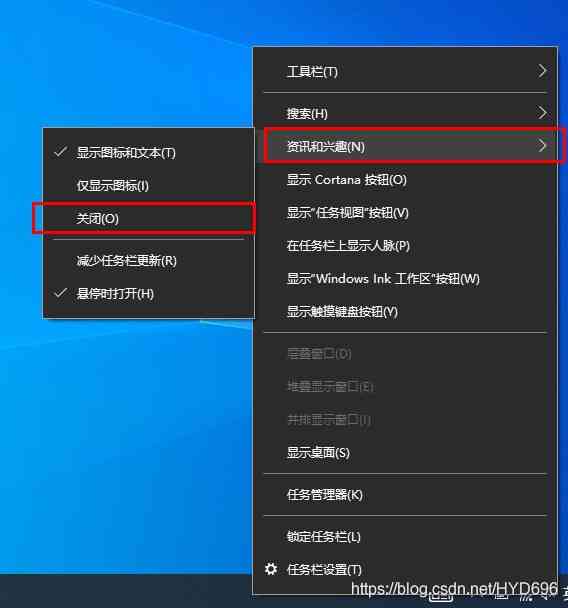 工具栏(T)
搜索(H)
资讯和兴趣(N)
显示 Cortana 按钮(O)
显示"任务视图"按钮(V)
在任务栏上显示人脉(P)
显示"Windows Ink 工作区"按钮(W)
显示触摸键盘按钮(Y)
层叠窗口(D)
堆叠显示窗口(E)
并排显示窗口(I)
显示桌面(S)
任务管理器(K)
锁定任务栏(L)
任务栏设置(T)
显示图标和文本(T)
仅显示图标(I)
关闭(O)
减少任务栏更新(R)
悬停时打开(H)
https://blog.csdn.net/HYD696